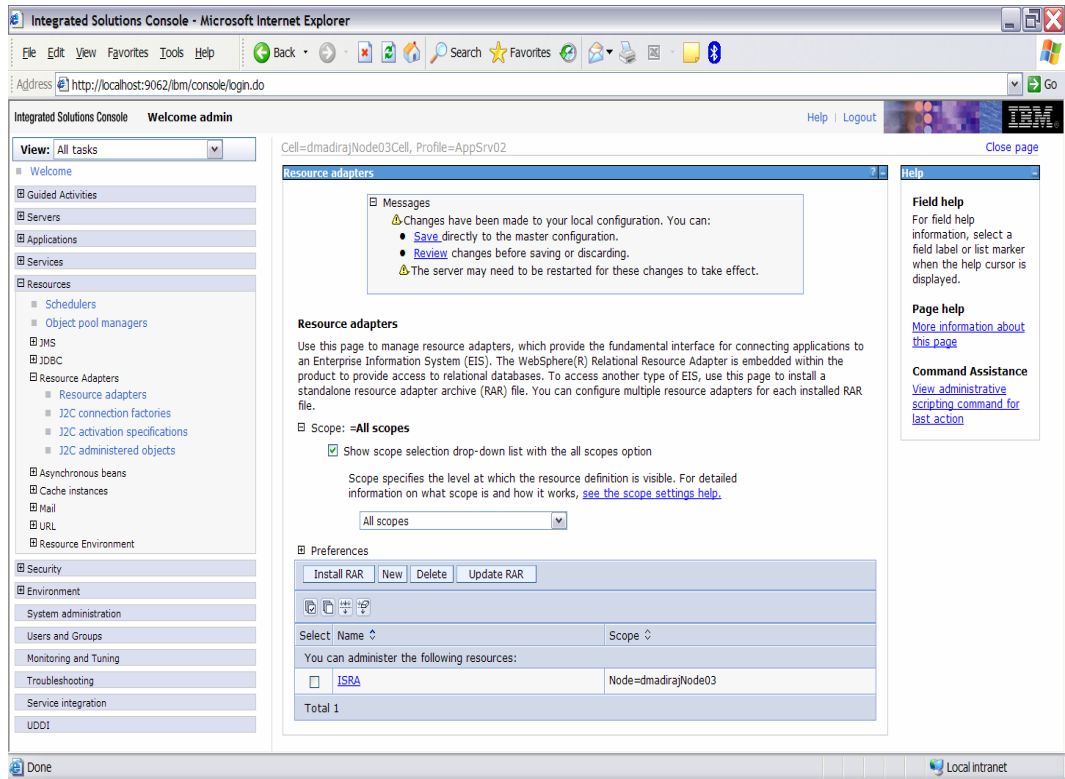 Integrated Solutions Console - Microsoft Internet Explorer
File Edit View Favorites Tools Help
Back Search Favorites
Address http://localhost:9062/ibm/console/login.do Go
Integrated Solutions Console Welcome admin Help | Logout IBM.
View: All tasks
Welcome
Guided Activities
Servers
Applications
Services
Resources
Schedulers
Object pool managers
JMS
JDBC
Resource Adapters
Resource adapters
J2C connection factories
J2C activation specifications
J2C administered objects
Asynchronous beans
Cache instances
Mail
URL
Resource Environment
Security
Environment
System administration
Users and Groups
Monitoring and Tuning
Troubleshooting
Service integration
UDDI
Cell=dmadirajNode03Cell, Profile=AppSrv02
Close page
Resource adapters ? -
Messages
Changes have been made to your local configuration. You can:
Save directly to the master configuration.
Review changes before saving or discarding.
The server may need to be restarted for these changes to take effect.
Resource adapters
Use this page to manage resource adapters, which provide the fundamental interface for connecting applications to
an Enterprise Information System (EIS). The WebSphere(R) Relational Resource Adapter is embedded within the
product to provide access to relational databases. To access another type of EIS, use this page to install a
standalone resource adapter archive (RAR) file. You can configure multiple resource adapters for each installed RAR
file.
Scope: =All scopes
Show scope selection drop-down list with the all scopes option
Scope specifies the level at which the resource definition is visible. For detailed
information on what scope is and how it works, see the scope settings help.
All scopes
Preferences
Install RAR New Delete Update RAR
Select Name Scope
You can administer the following resources:
ISRA Node=dmadirajNode03
Total 1
Help -
Field help
For field help
information, select a
field label or list marker
when the help cursor is
displayed.
Page help
More information about
this page
Command Assistance
View administrative
scripting command for
last action
Done Local intranet